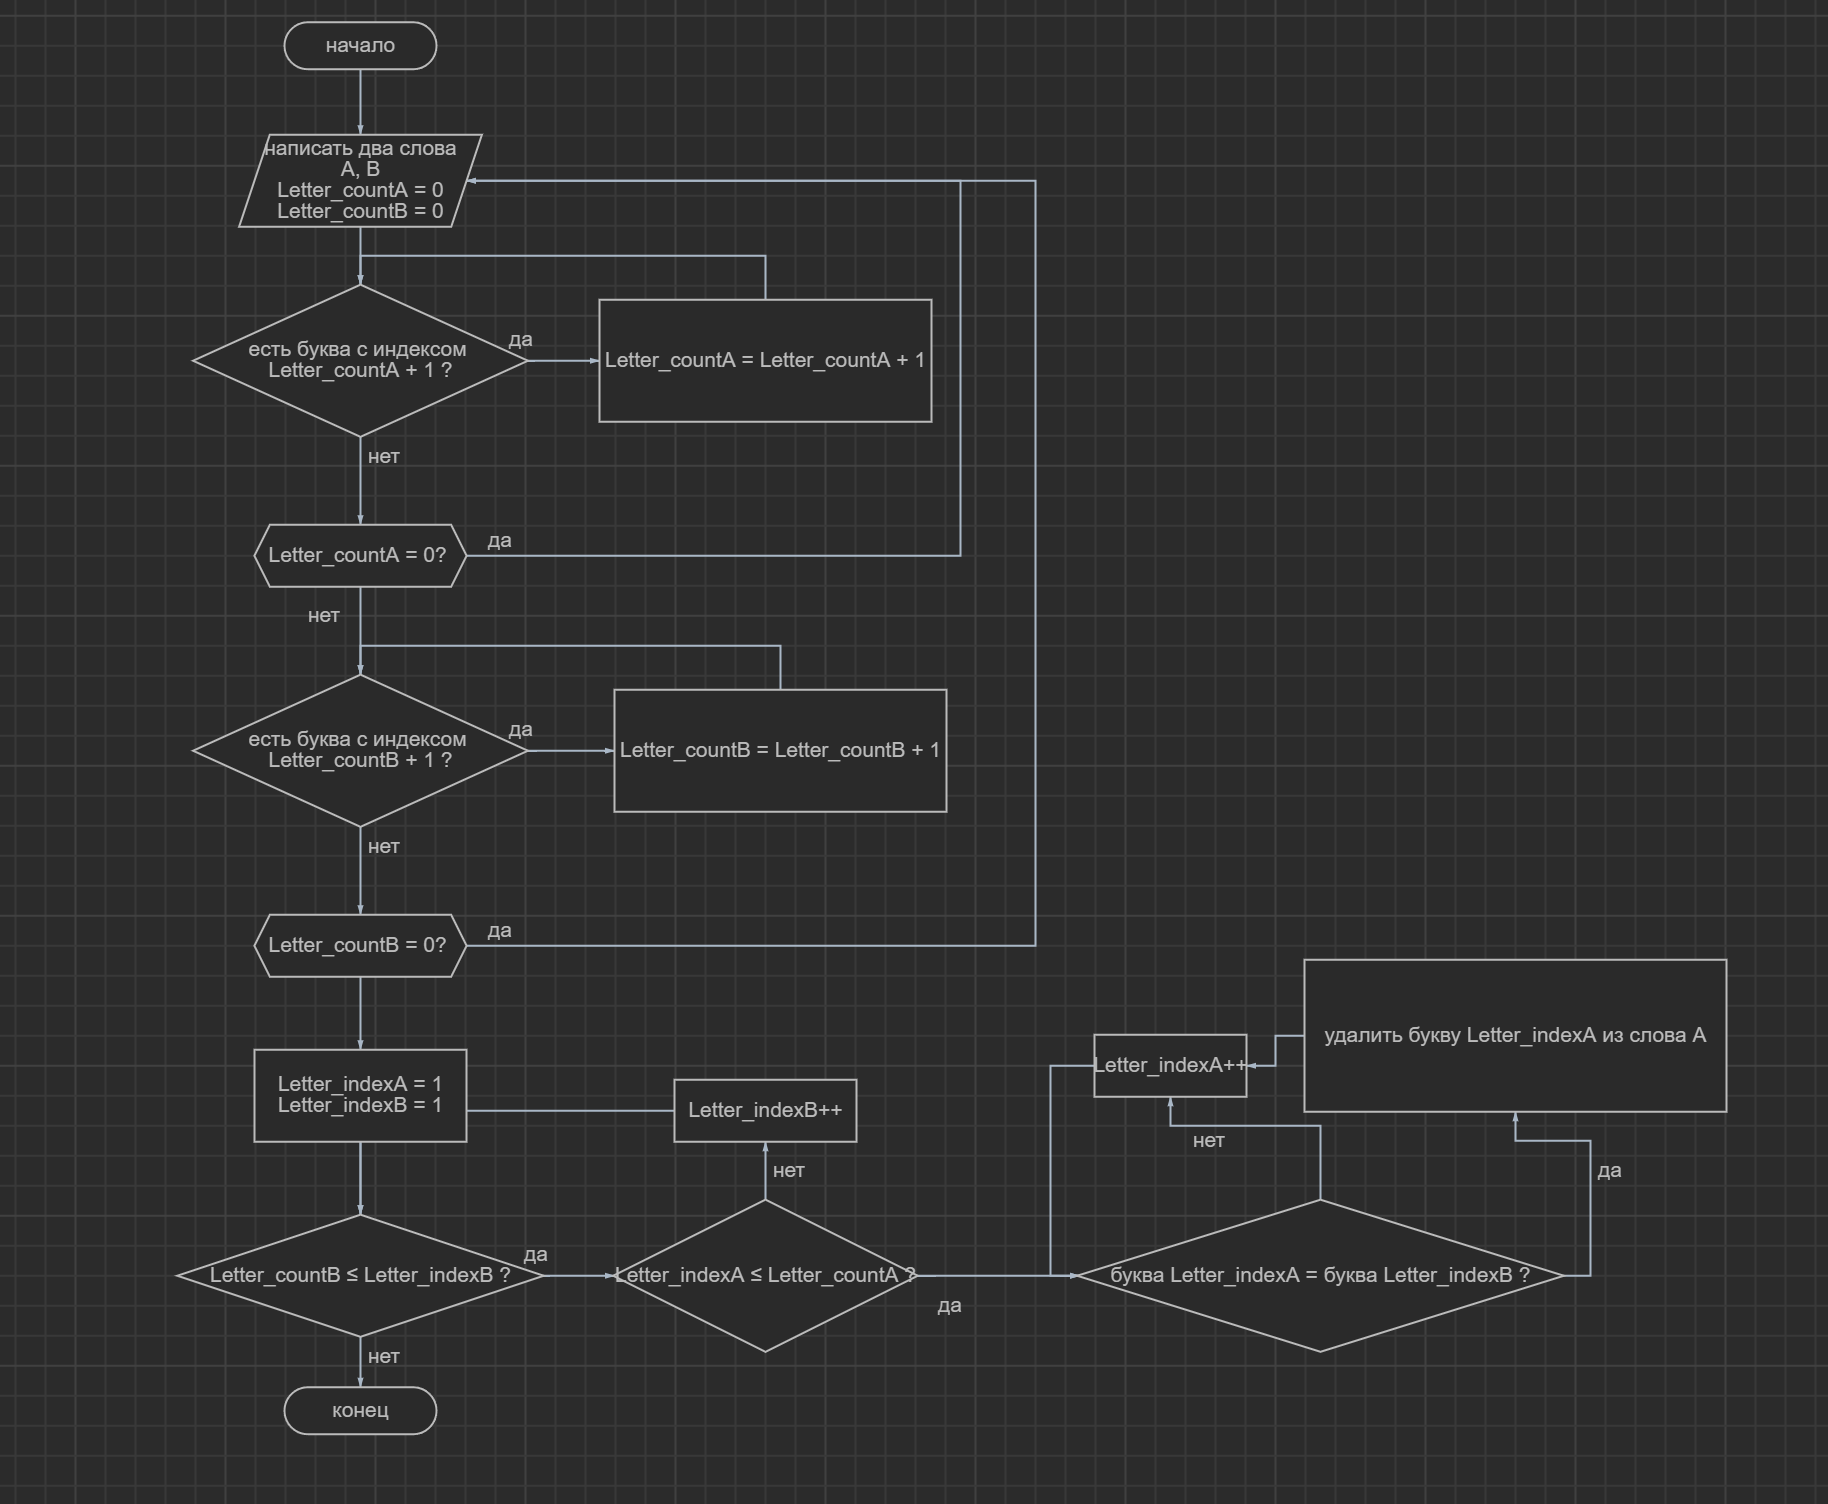 начало
написать два слова
A, B
Letter_countA = 0
Letter_countB = 0
есть буква с индексом
Letter_countA + 1 ?
да
Letter_countA = Letter_countA + 1
нет
Letter_countA = 0?
да
нет
есть буква с индексом
Letter_countB + 1 ?
да
Letter_countB = Letter_countB + 1
нет
Letter_countB = 0?
да
Letter_indexA = 1
Letter_indexB = 1
Letter_indexB++
Letter_indexA++
удалить букву Letter_indexA из слова A
нет
нет
да
Letter_countB ≤ Letter_indexB ?
да
Letter_indexA ≤ Letter_countA ?
да
буква Letter_indexA = буква Letter_indexB ?
нет
конец